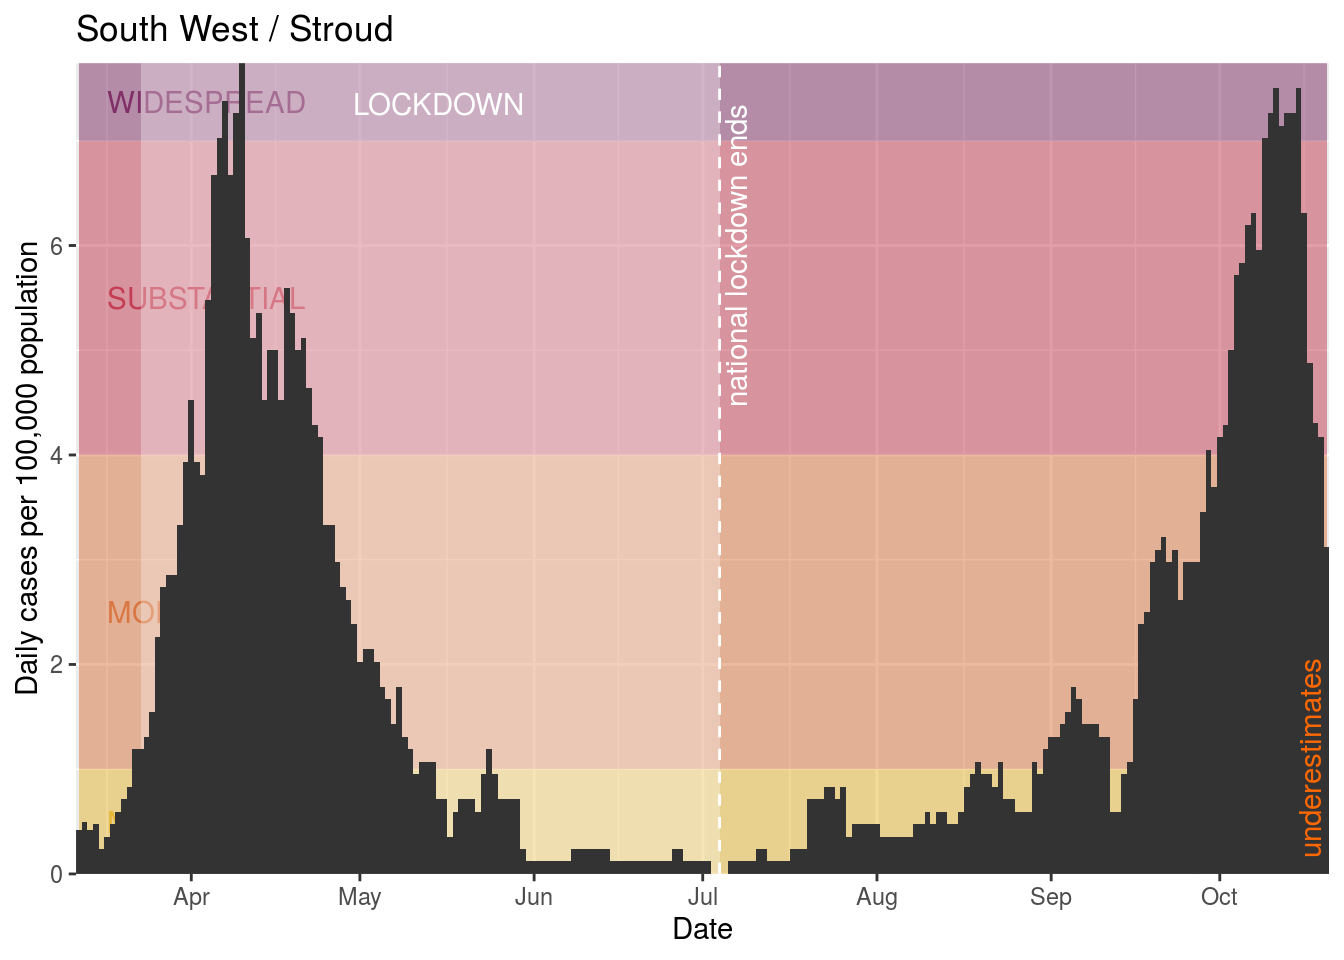 South West / Stroud
WIDESPREAD
LOCKDOWN
SUBSTANTIAL
national lockdown ends
6
4
2
0
Daily cases per 100,000 population
underestimates
Apr
May
Jun
Jul
Aug
Sep
Oct
Date